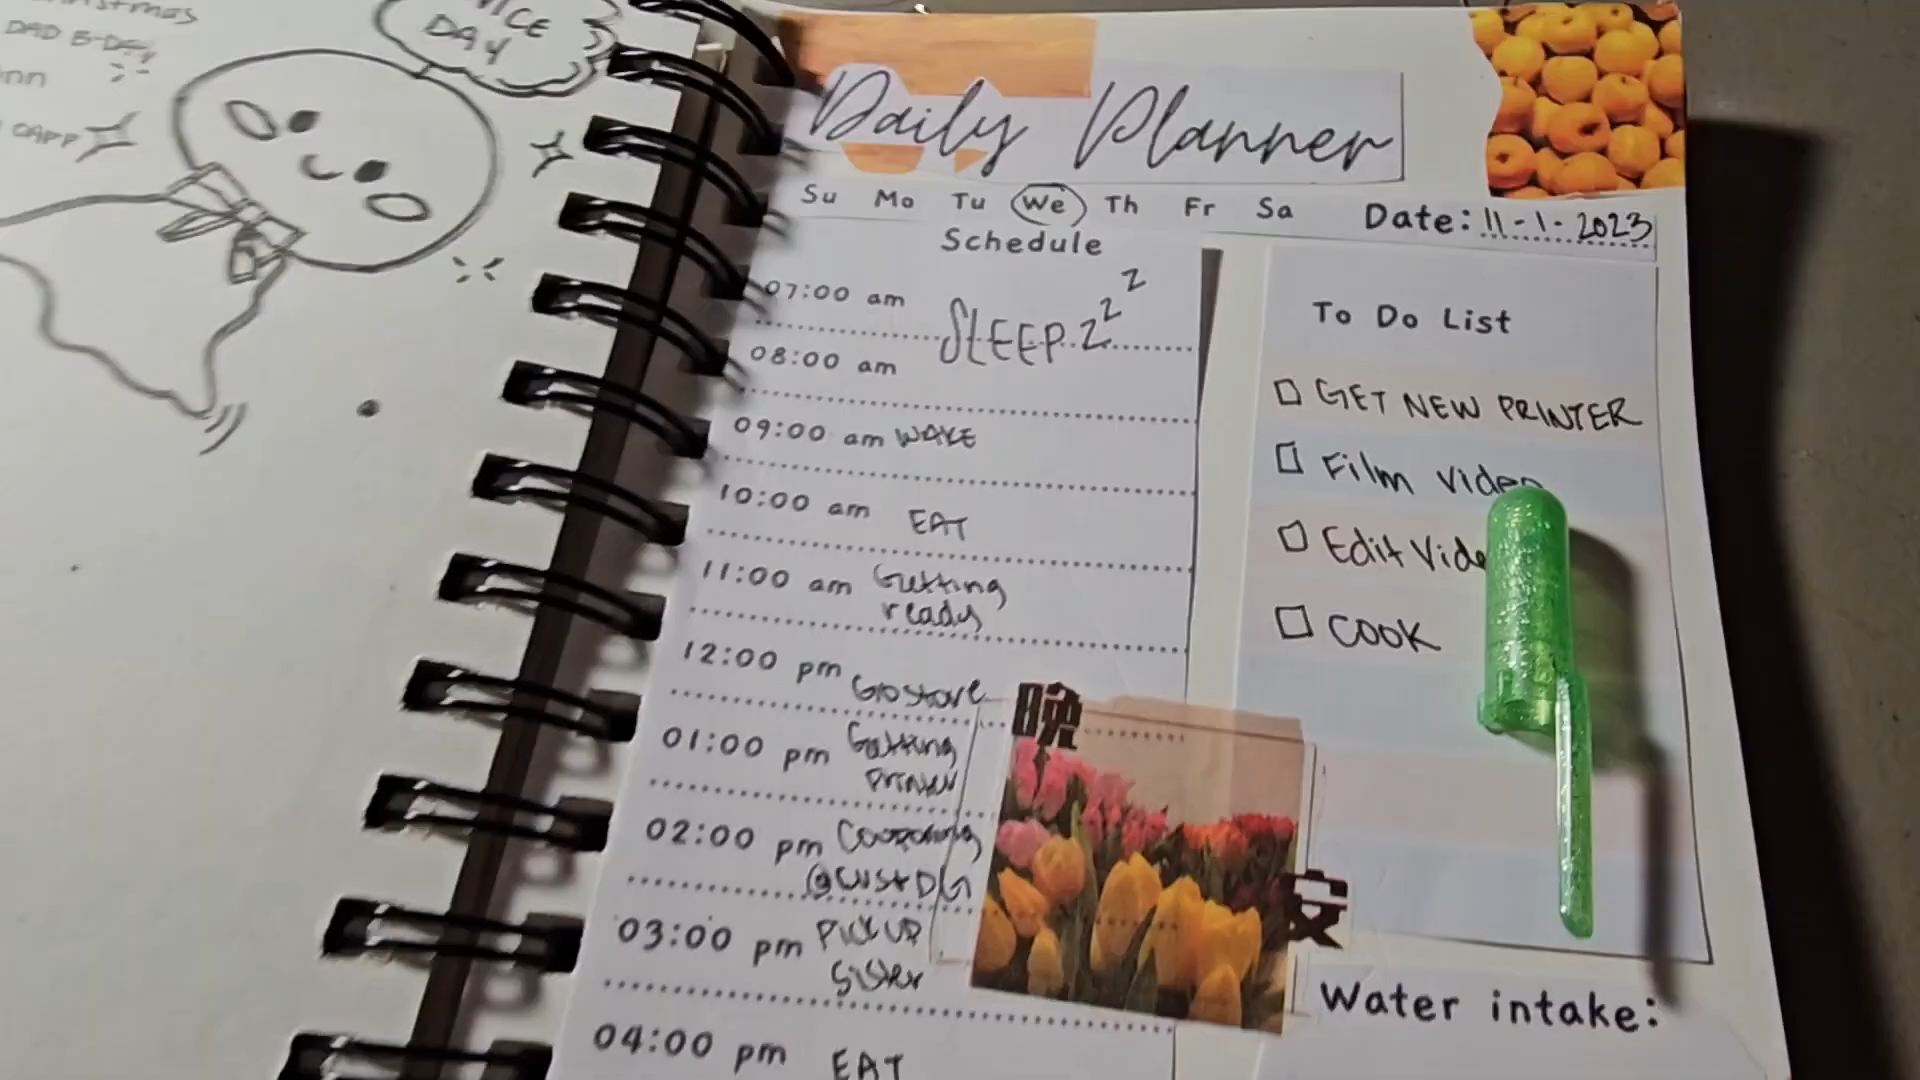 DAY
DAD B-DAY
Daily Planner
Su Mo Tu We Th Fr Sa
Date: 11-1-2023
Schedule
07:00 am
SLEEP z z z
08:00 am
09:00 am WAKE
10:00 am EAT
11:00 am Getting
ready
12:00 pm Go store
01:00 pm Getting
Printer
02:00 pm
03:00 pm PICK UP
Sister
04:00 pm EAT
To Do List
GET NEW PRINTER
Film Video
Edit Vide
COOK
晚
安
Water intake: